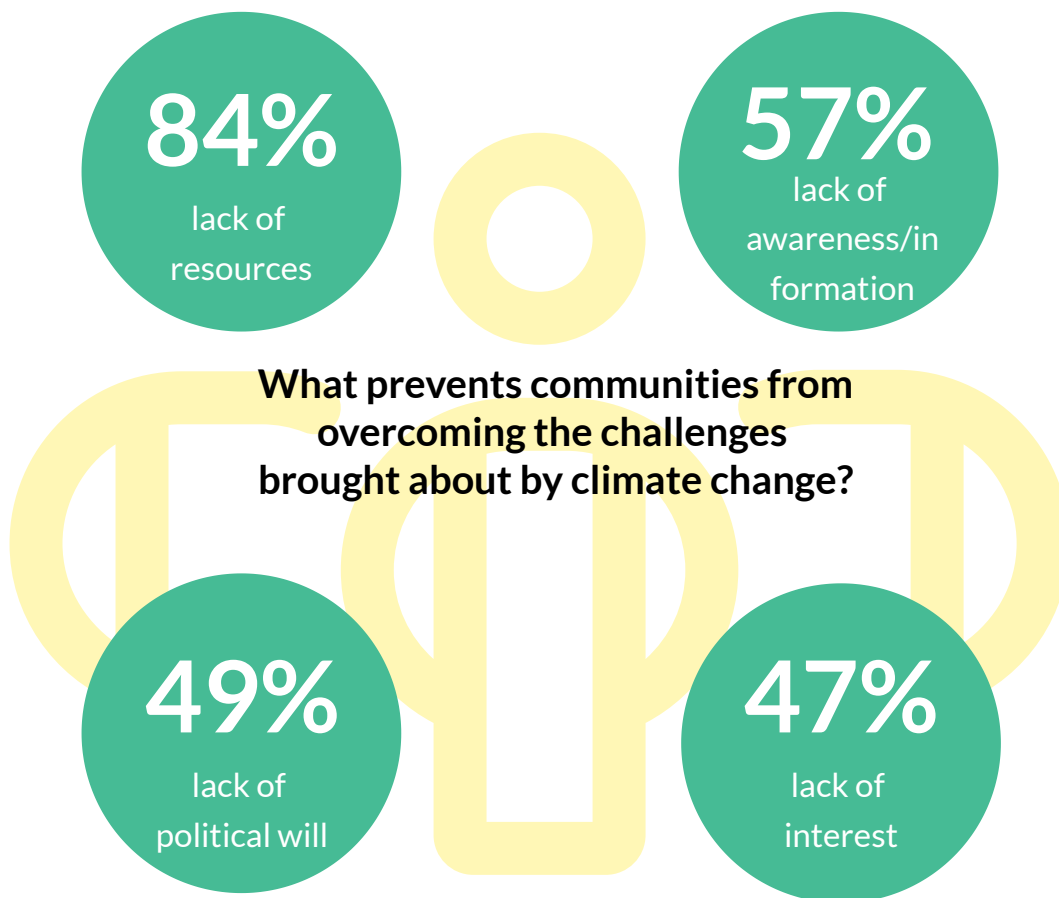 84%
lack of
resources
57%
lack of
awareness/in
formation
What prevents communities from
overcoming the challenges
brought about by climate change?
49%
lack of
political will
47%
lack of
interest